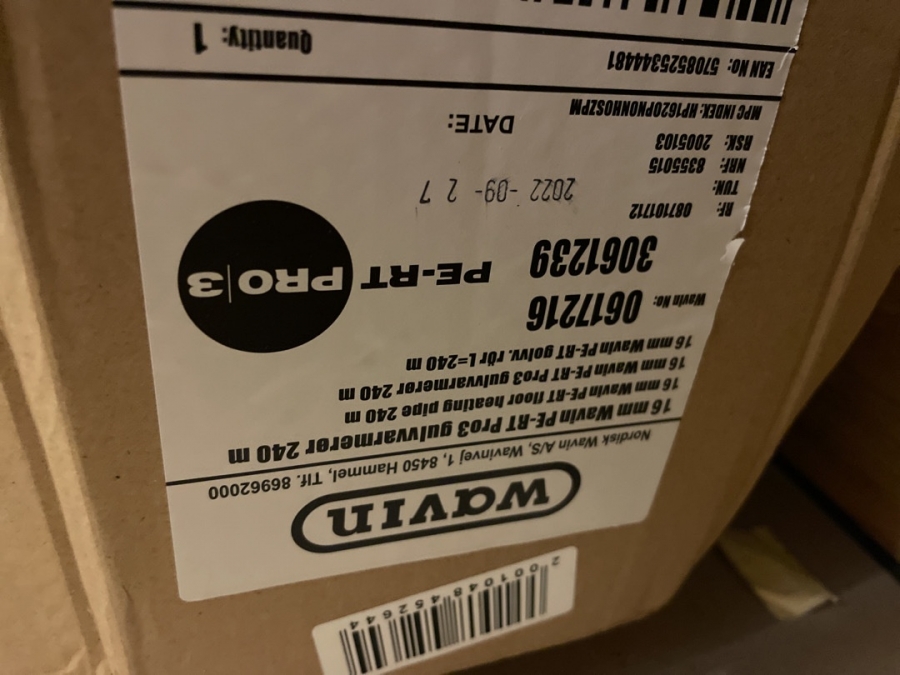 wavin
Nordisk Wavin A/S, Wavinvej 1, 8450 Hammel, Tlf. 86962000
16 mm Wavin PE-RT Pro3 gulvvarmerør 240 m
16 mm Wavin PE-RT floor heating pipe 240 m
16 mm Wavin PE-RT Pro3 gulvvarmerør 240 m
16 mm Wavin PE-RT golvv. rör L=240 m
Wavin No: 0617216
3061239 PE-RT PRO|3
RF: 087101712
TUN: 2022-09-27
NRF: 8355015
RSK: 2005103
DATE:
MPC INDEX: HP1620PNONHOSZPM
EAN No: 5708525344481
Quantity: 1
2001048452644